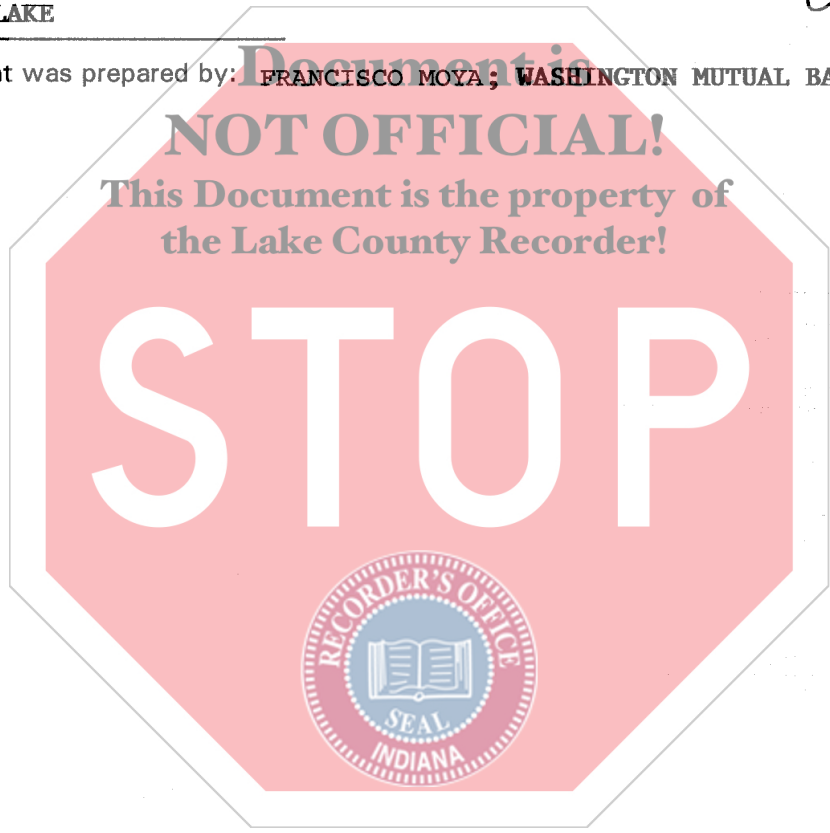 LAKE
t was prepared by: FRANCISCO MOYA; WASHINGTON MUTUAL BA
Document is
NOT OFFICIAL!
This Document is the property of
the Lake County Recorder!
STOP
RECORDER'S OFFICE
SEAL
INDIANA